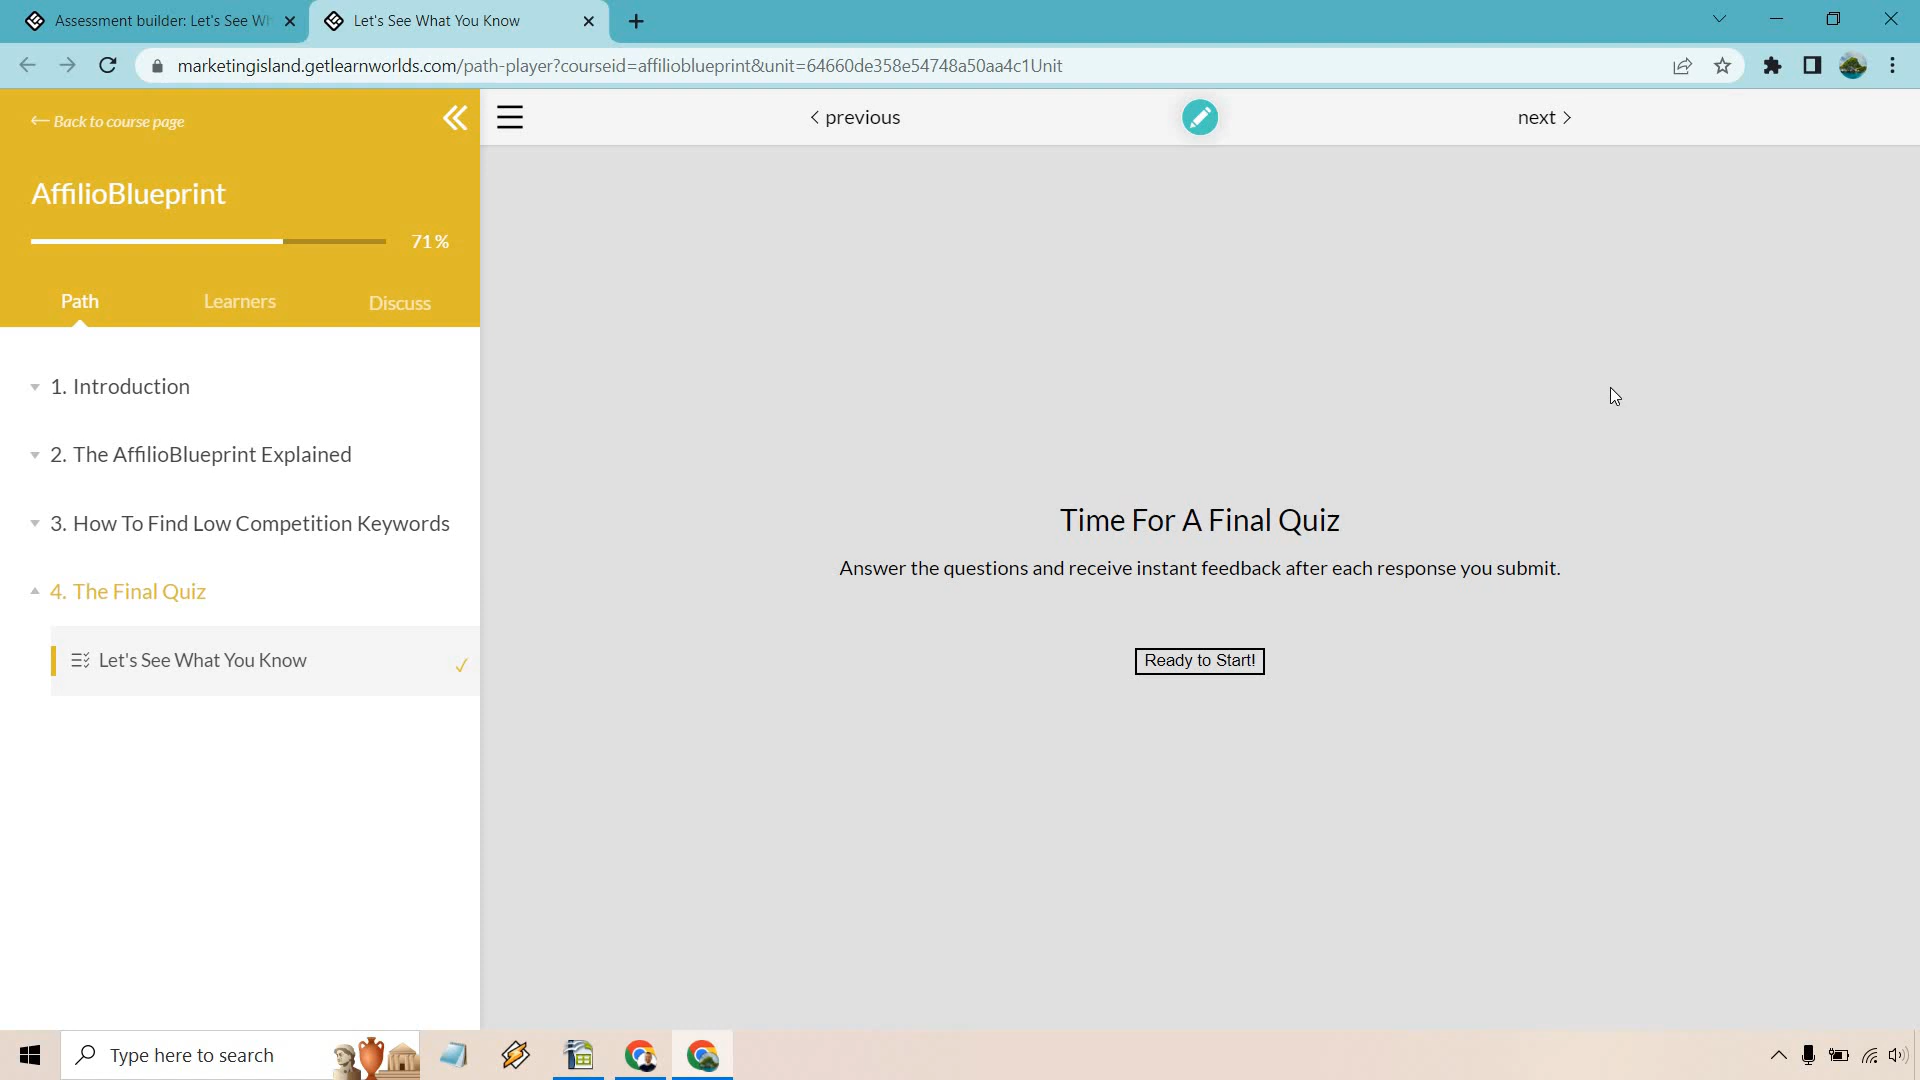 Assessment builder: Let's See Wh
Let's See What You Know
marketingisland.getlearnworlds.com/path-player?courseid=affilioblueprint&unit=64660de358e54748a50aa4c1Unit
Back to course page
previous
next
AffilioBlueprint
71%
Path
Learners
Discuss
1. Introduction
2. The AffilioBlueprint Explained
3. How To Find Low Competition Keywords
4. The Final Quiz
Let's See What You Know
Time For A Final Quiz
Answer the questions and receive instant feedback after each response you submit.
Ready to Start!
Type here to search